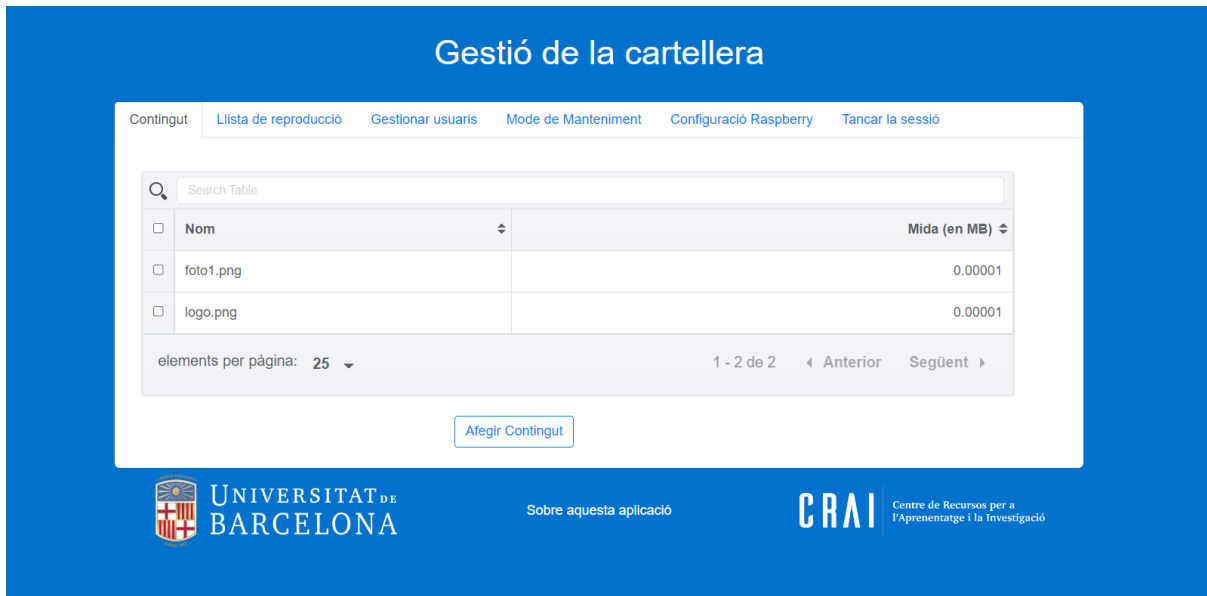 Gestió de la cartellera
Contingut Llista de reproducció Gestionar usuaris Mode de Manteniment Configuració Raspberry Tancar la sessió
Search Table
Nom Mida (en MB)
foto1.png 0.00001
logo.png 0.00001
elements per pàgina: 25 1 - 2 de 2 Anterior Següent
Afegir Contingut
UNIVERSITAT DE
BARCELONA
Sobre aquesta aplicació
CRAI
Centre de Recursos per a
l'Aprenentatge i la Investigació